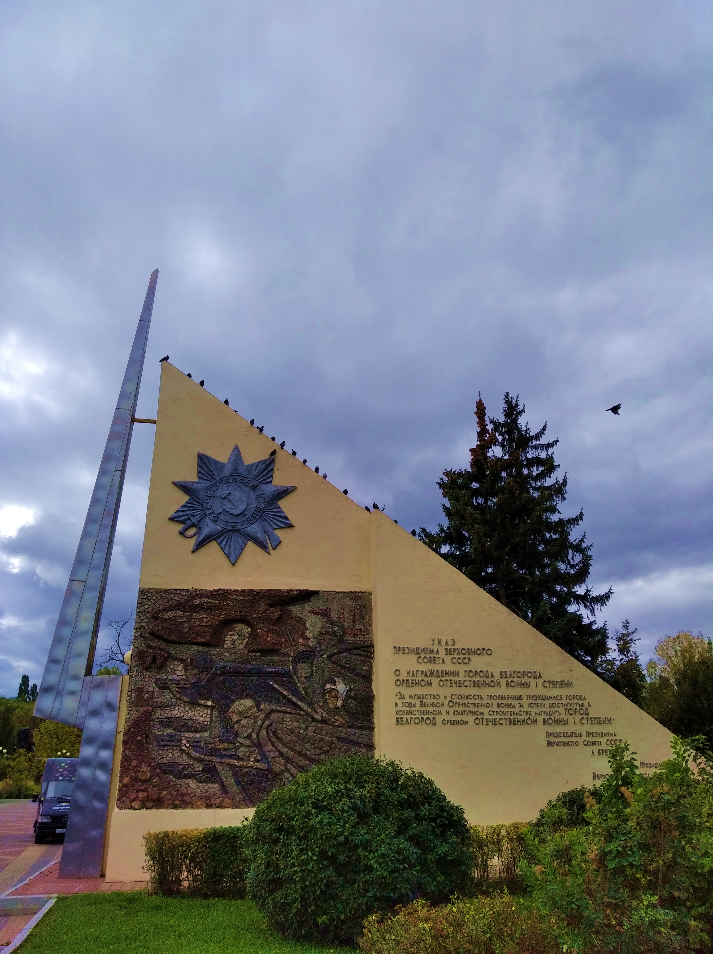 УКАЗ
ПРЕЗИДИУМА ВЕРХОВНОГО
СОВЕТА СССР
О НАГРАЖДЕНИИ ГОРОДА БЕЛГОРОДА
ОРДЕНОМ ОТЕЧЕСТВЕННОЙ ВОЙНЫ I СТЕПЕНИ
"ЗА МУЖЕСТВО И СТОЙКОСТЬ, ПРОЯВЛЕННЫЕ ТРУДЯЩИМИСЯ ГОРОДА
В ГОДЫ ВЕЛИКОЙ ОТЕЧЕСТВЕННОЙ ВОЙНЫ, ЗА УСПЕХИ, ДОСТИГНУТЫЕ В
ХОЗЯЙСТВЕННОМ И КУЛЬТУРНОМ СТРОИТЕЛЬСТВЕ НАГРАДИТЬ ГОРОД
БЕЛГОРОД ОРДЕНОМ ОТЕЧЕСТВЕННОЙ ВОЙНЫ I СТЕПЕНИ"
ПРЕДСЕДАТЕЛЬ ПРЕЗИДИУМА
ВЕРХОВНОГО СОВЕТА СССР